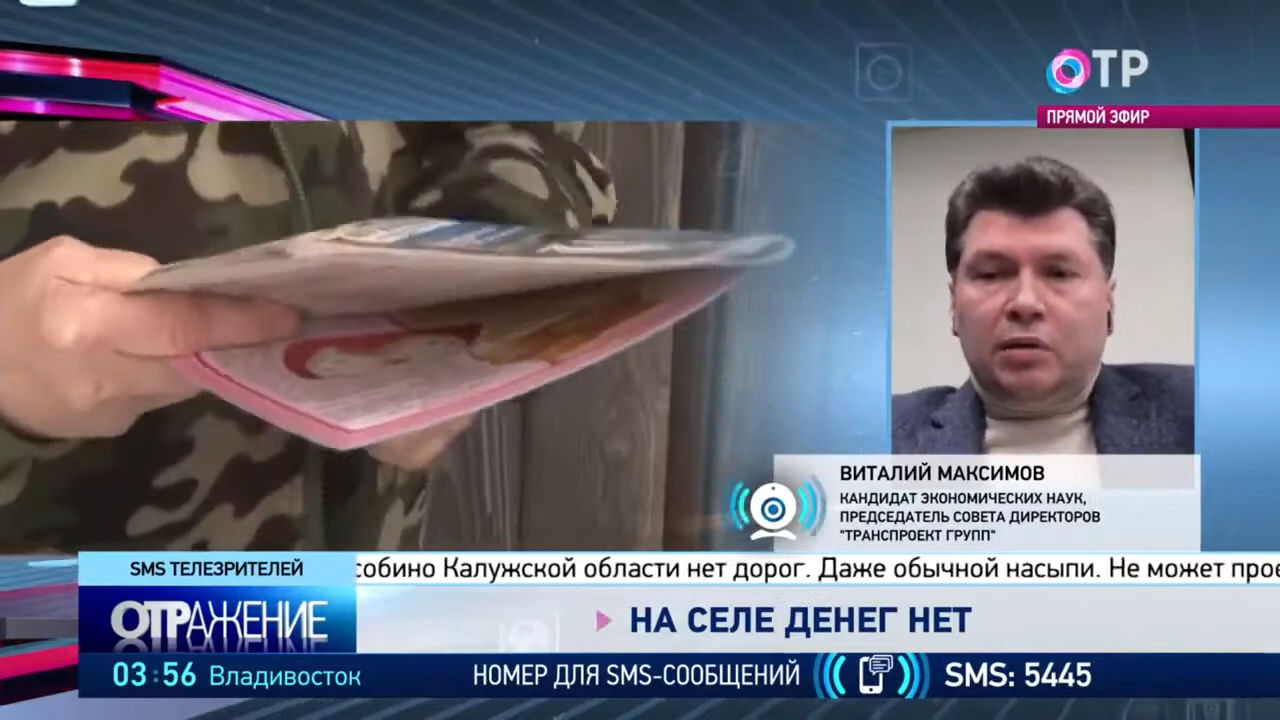 ОТР
ПРЯМОЙ ЭФИР
ВИТАЛИЙ МАКСИМОВ
КАНДИДАТ ЭКОНОМИЧЕСКИХ НАУК,
ПРЕДСЕДАТЕЛЬ СОВЕТА ДИРЕКТОРОВ
"ТРАНСПРОЕКТ ГРУПП"
SMS ТЕЛЕЗРИТЕЛЕЙ
собино Калужской области нет дорог. Даже обычной насыпи. Не может прое
ОТРАЖЕНИЕ
НА СЕЛЕ ДЕНЕГ НЕТ
03:56 Владивосток
НОМЕР ДЛЯ SMS-СООБЩЕНИЙ
SMS: 5445